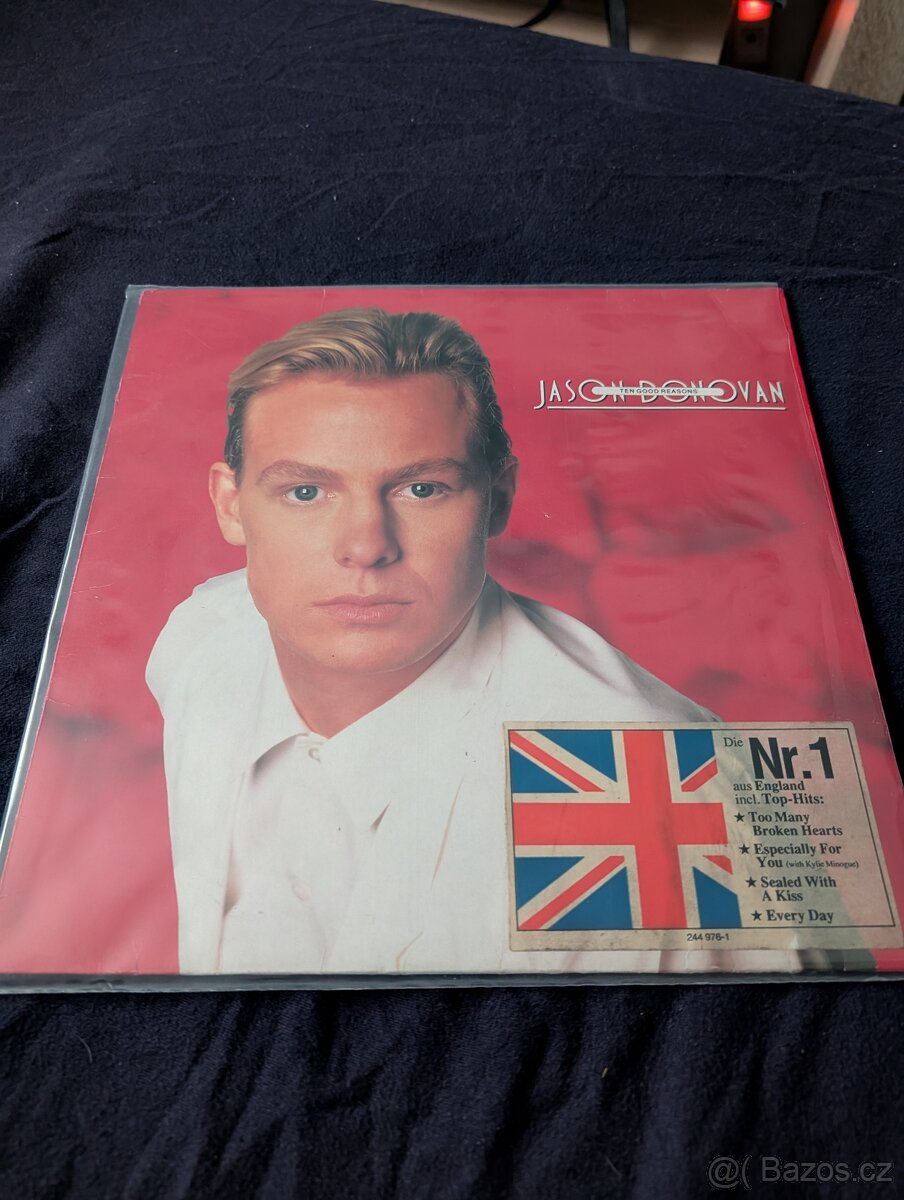 JASON DONOVAN
TEN GOOD REASONS
Die Nr.1
aus England
incl. Top-Hits:
★ Too Many
Broken Hearts
★ Especially For
You (with Kylie Minogue)
★ Sealed With
A Kiss
★ Every Day
244 976-1
@( Bazos.cz